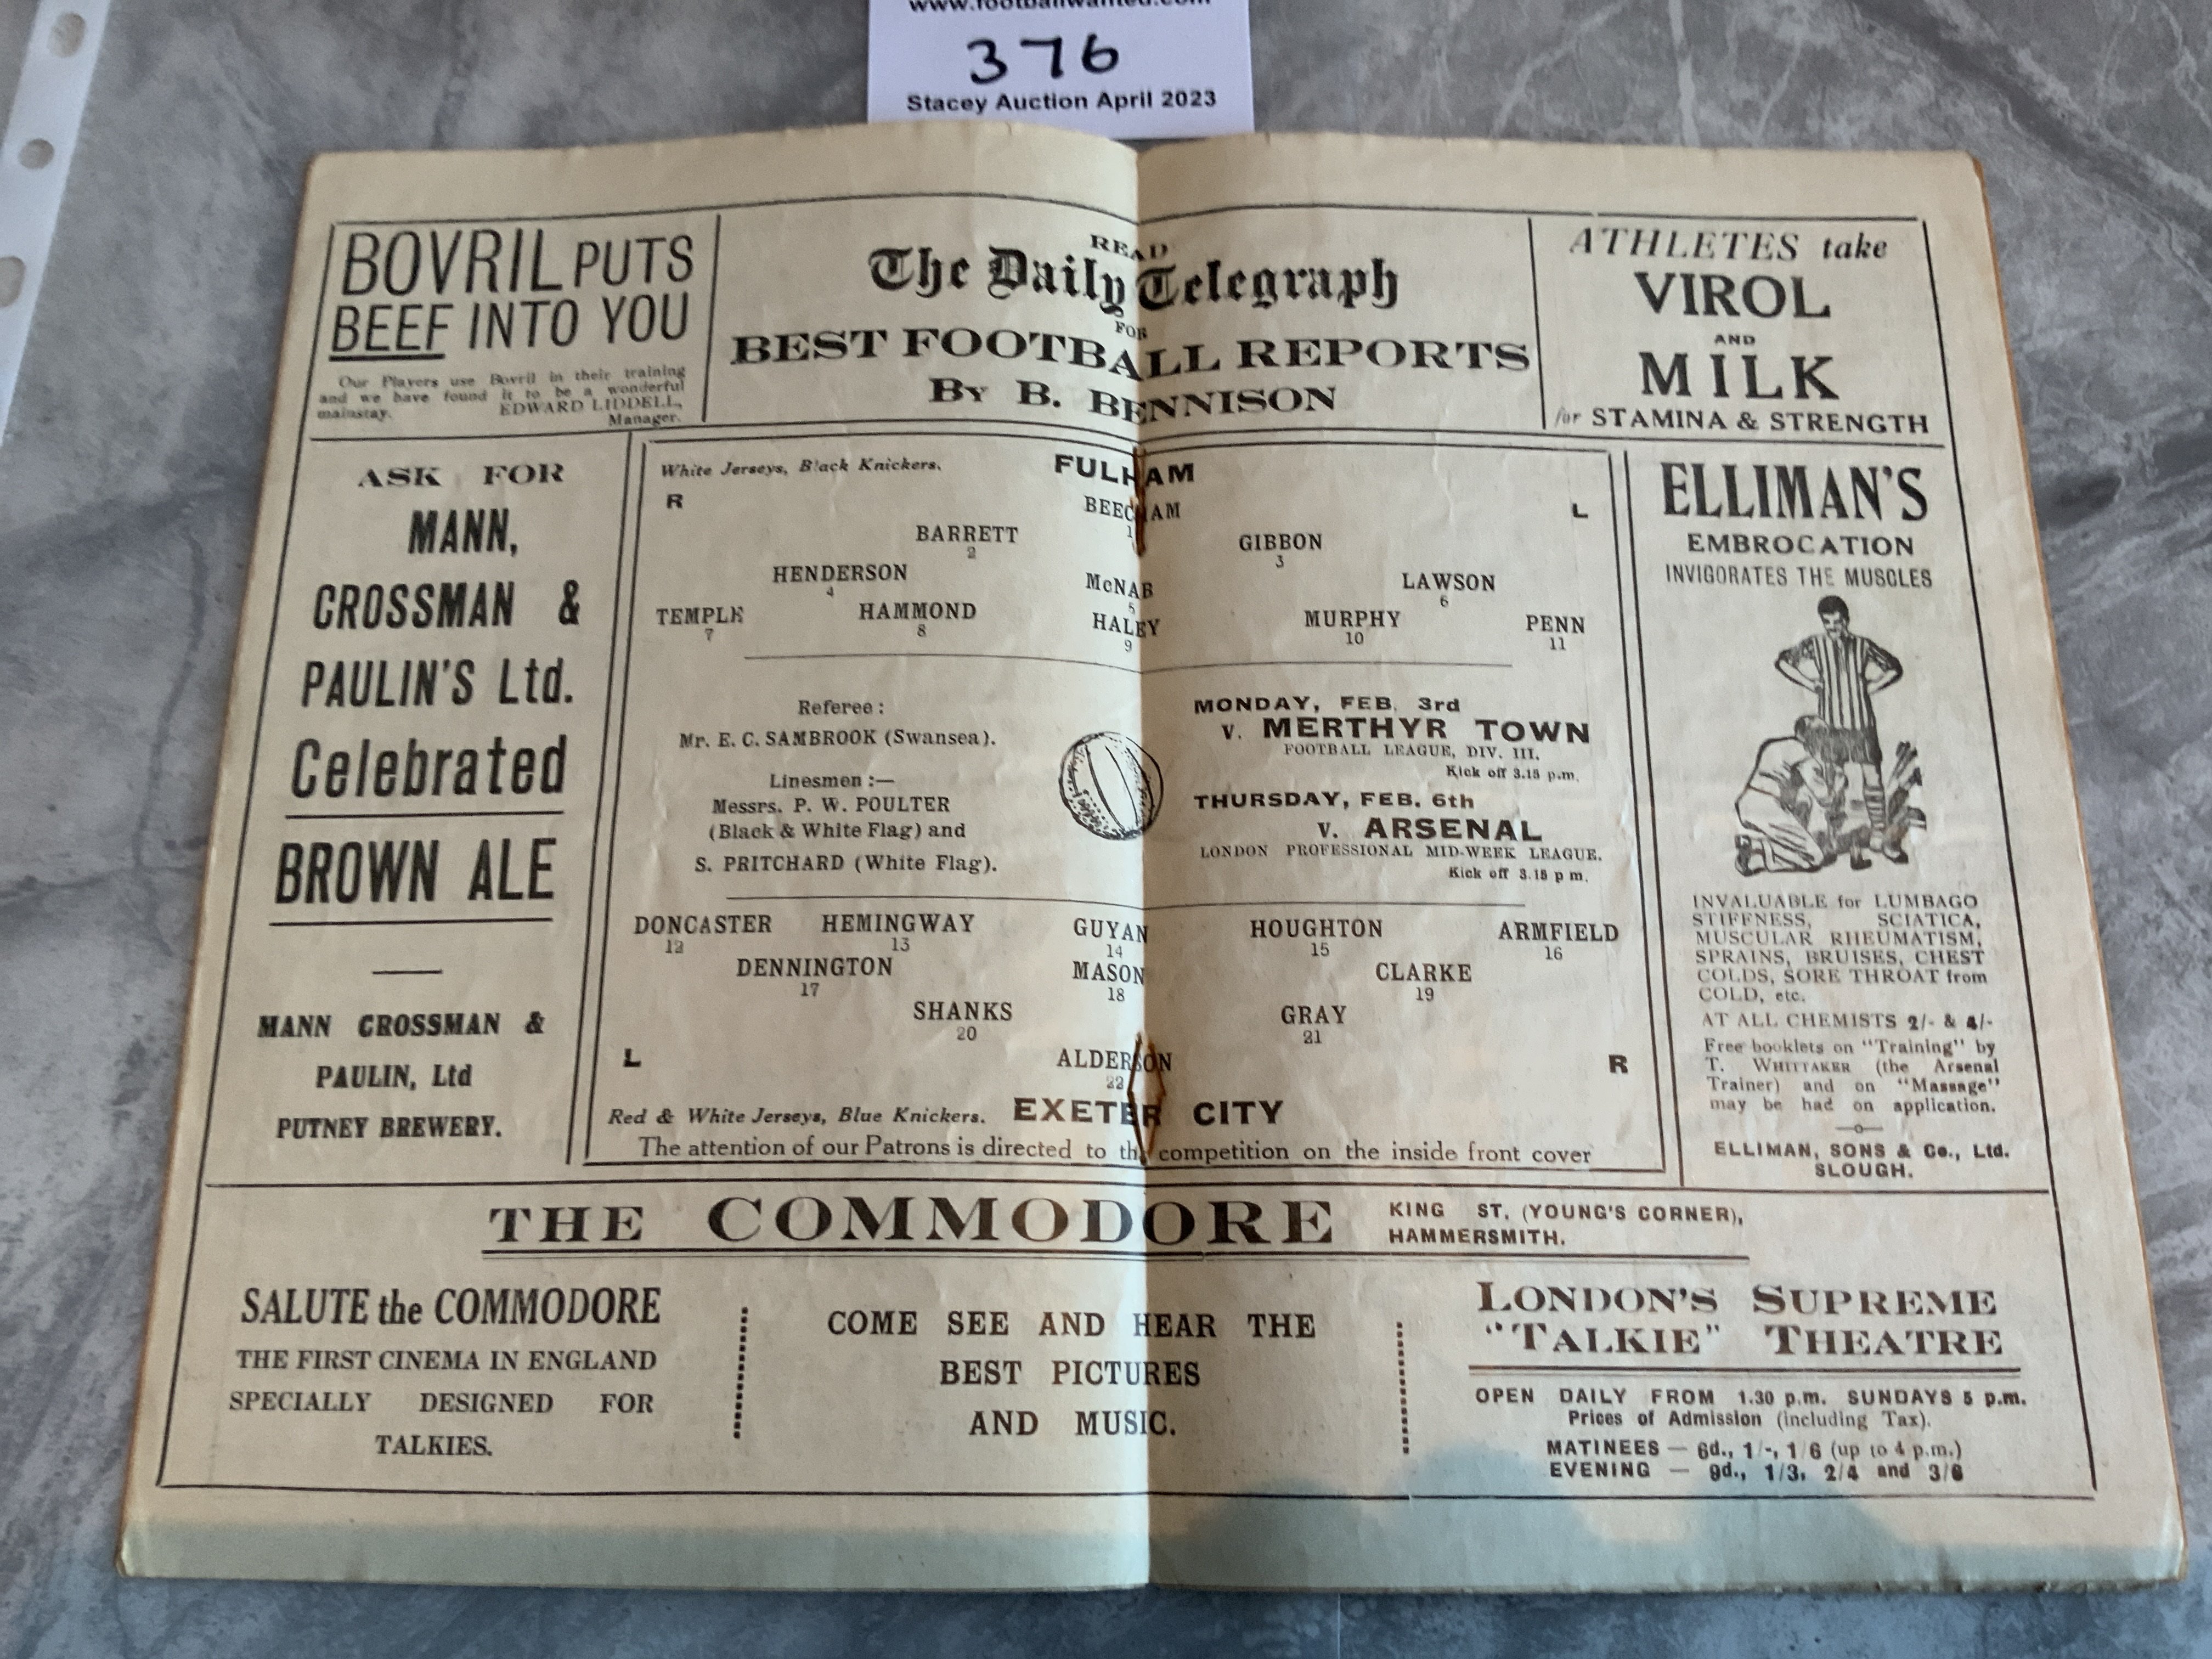 www.footballwanted.com
376
Stacey Auction April 2023
BOVRIL PUTS
BEEF INTO YOU
Our Players use Bovril in their training
and we have found it to be a wonderful
mainstay. EDWARD LIDDELL,
Manager.
READ
The Daily Telegraph
FOR
BEST FOOTBALL REPORTS
By B. BENNISON
ATHLETES take
VIROL
AND
MILK
for STAMINA & STRENGTH
ASK FOR
MANN,
CROSSMAN &
PAULIN'S Ltd.
Celebrated
BROWN ALE
MANN CROSSMAN &
PAULIN, Ltd
PUTNEY BREWERY.
White Jerseys, Black Knickers. FULHAM
R BEECHAM L
1
BARRETT GIBBON
2 3
HENDERSON McNAB LAWSON
4 5 6
TEMPLE HAMMOND HALEY MURPHY PENN
7 8 9 10 11
Referee :
Mr. E. C. SAMBROOK (Swansea).
Linesmen :—
Messrs. P. W. POULTER
(Black & White Flag) and
S. PRITCHARD (White Flag).
MONDAY, FEB. 3rd
v. MERTHYR TOWN
FOOTBALL LEAGUE, DIV. III.
Kick off 3.15 p.m.
THURSDAY, FEB. 6th
v. ARSENAL
LONDON PROFESSIONAL MID-WEEK LEAGUE.
Kick off 3.15 p m.
DONCASTER HEMINGWAY GUYAN HOUGHTON ARMFIELD
12 13 14 15 16
DENNINGTON MASON CLARKE
17 18 19
SHANKS GRAY
20 21
L ALDERSON R
22
Red & White Jerseys, Blue Knickers. EXETER CITY
The attention of our Patrons is directed to the competition on the inside front cover
ELLIMAN'S
EMBROCATION
INVIGORATES THE MUSCLES
INVALUABLE for LUMBAGO
STIFFNESS, SCIATICA,
MUSCULAR RHEUMATISM,
SPRAINS, BRUISES, CHEST
COLDS, SORE THROAT from
COLD, etc.
AT ALL CHEMISTS 2/- & 4/-
Free booklets on "Training" by
T. WHITTAKER (the Arsenal
Trainer) and on "Massage"
may be had on application.
ELLIMAN, SONS & Co., Ltd.
SLOUGH.
THE COMMODORE
KING ST. (YOUNG'S CORNER),
HAMMERSMITH.
SALUTE the COMMODORE
THE FIRST CINEMA IN ENGLAND
SPECIALLY DESIGNED FOR
TALKIES.
COME SEE AND HEAR THE
BEST PICTURES
AND MUSIC.
LONDON'S SUPREME
"TALKIE" THEATRE
OPEN DAILY FROM 1.30 p.m. SUNDAYS 5 p.m.
Prices of Admission (including Tax).
MATINEES — 6d., 1/-, 1/6 (up to 4 p.m.)
EVENING — 9d., 1/3, 2/4 and 3/6